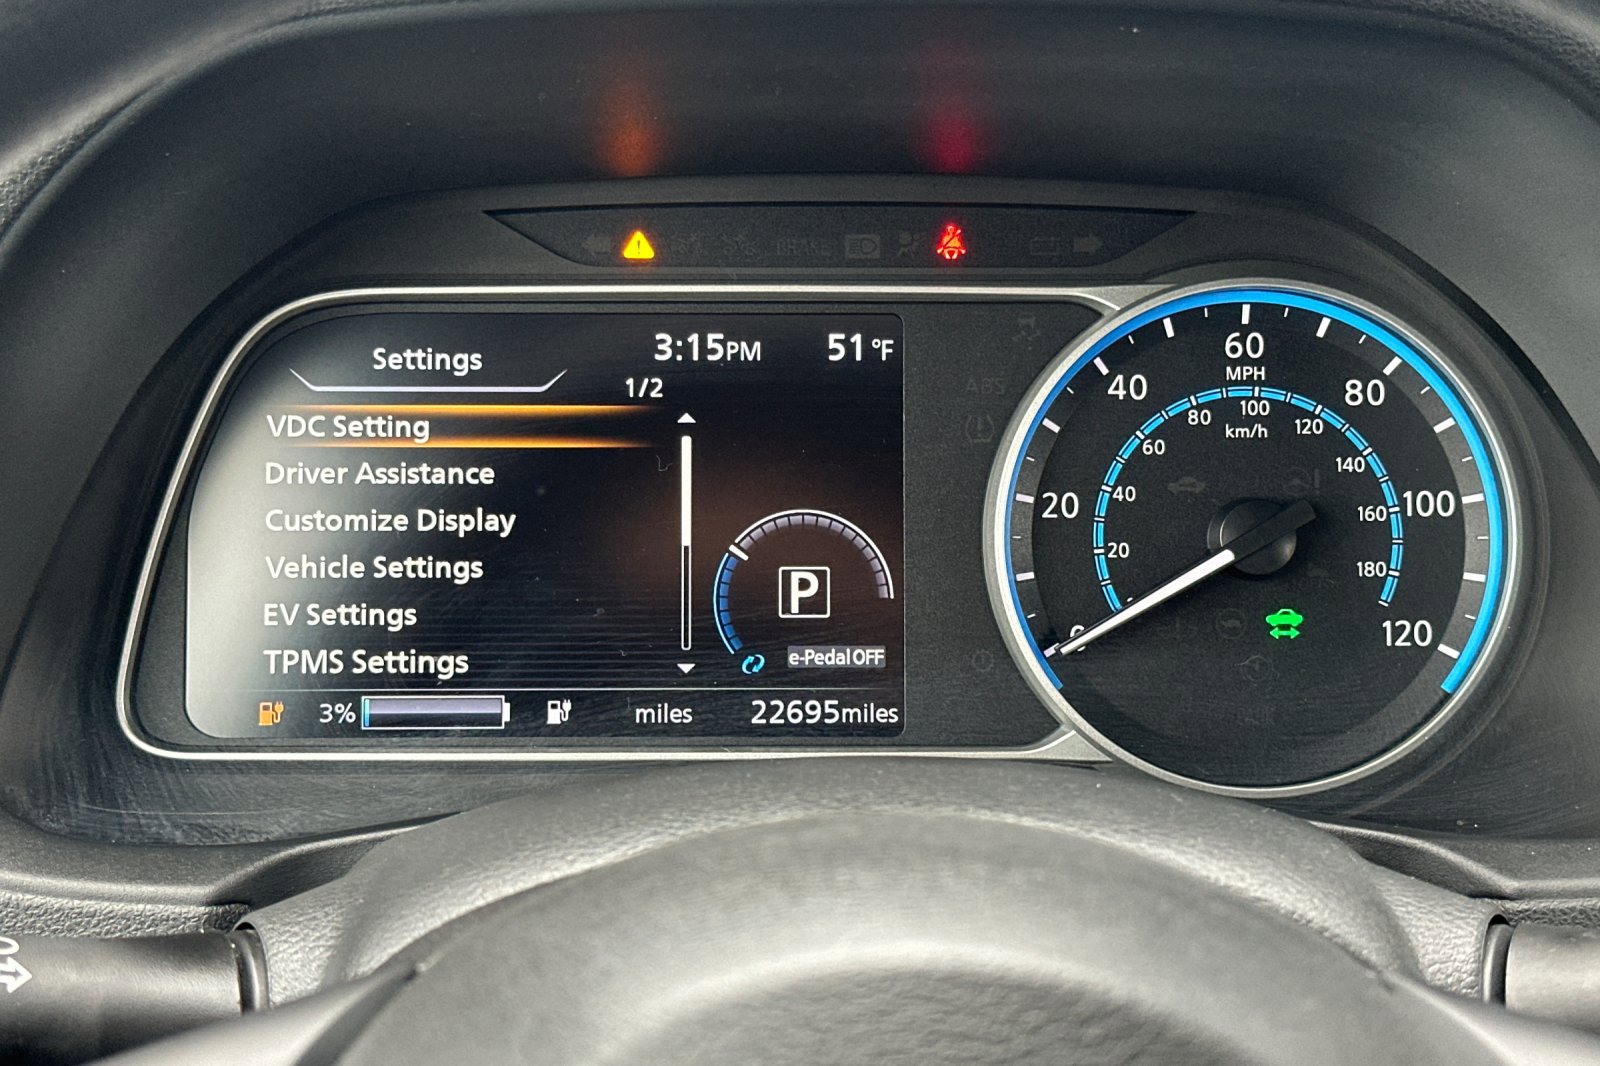 BRAKE
Settings
3:15PM
51 °F
1/2
VDC Setting
Driver Assistance
Customize Display
Vehicle Settings
EV Settings
TPMS Settings
P
e-Pedal OFF
3%
miles
22695miles
ABS
0
20
40
60
80
100
120
MPH
20
40
60
80
100
120
140
160
180
km/h